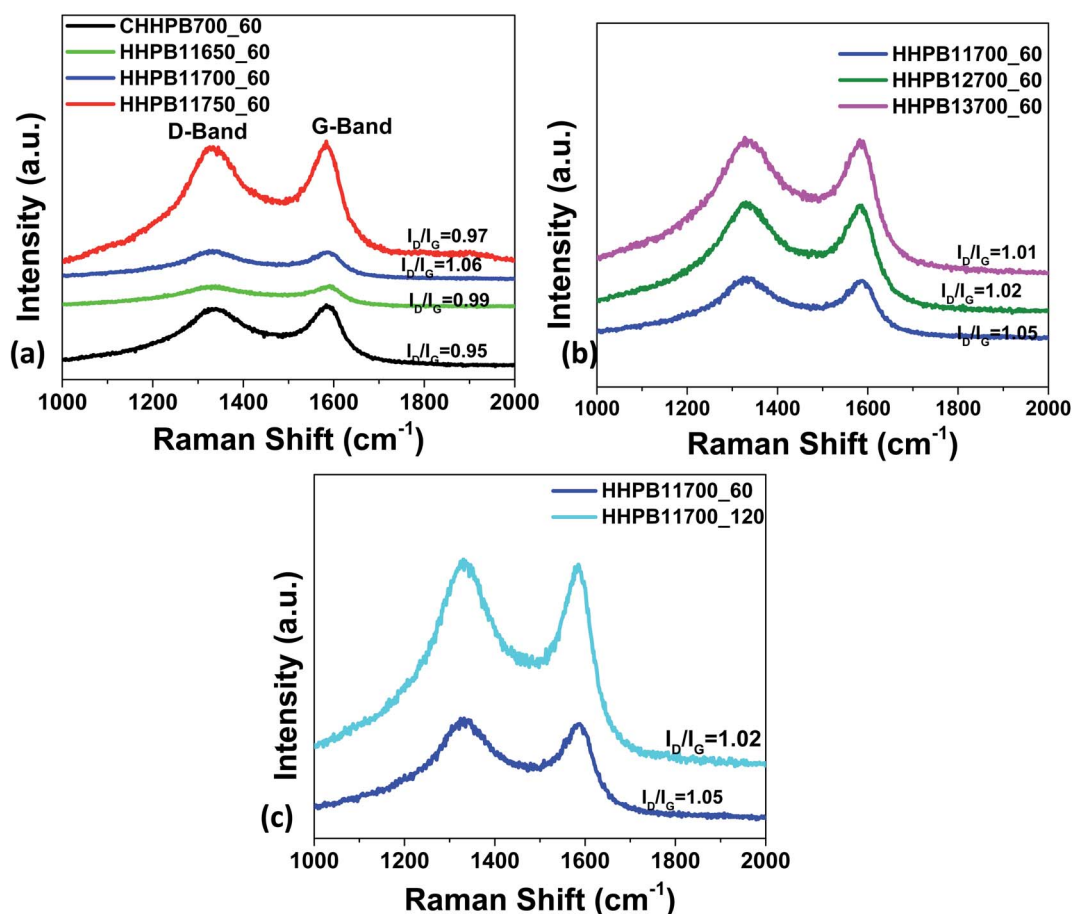 CHHPB700_60
HHPB11650_60
HHPB11700_60
HHPB11750_60
D-Band
G-Band
I_D/I_G=0.97
I_D/I_G=1.06
I_D/I_G=0.99
I_D/I_G=0.95
Intensity (a.u.)
(a)
1000 1200 1400 1600 1800 2000
Raman Shift (cm⁻¹)
HHPB11700_60
HHPB12700_60
HHPB13700_60
I_D/I_G=1.01
I_D/I_G=1.02
I_D/I_G=1.05
Intensity (a.u.)
(b)
1000 1200 1400 1600 1800 2000
Raman Shift (cm⁻¹)
HHPB11700_60
HHPB11700_120
I_D/I_G=1.02
I_D/I_G=1.05
Intensity (a.u.)
(c)
1000 1200 1400 1600 1800 2000
Raman Shift (cm⁻¹)